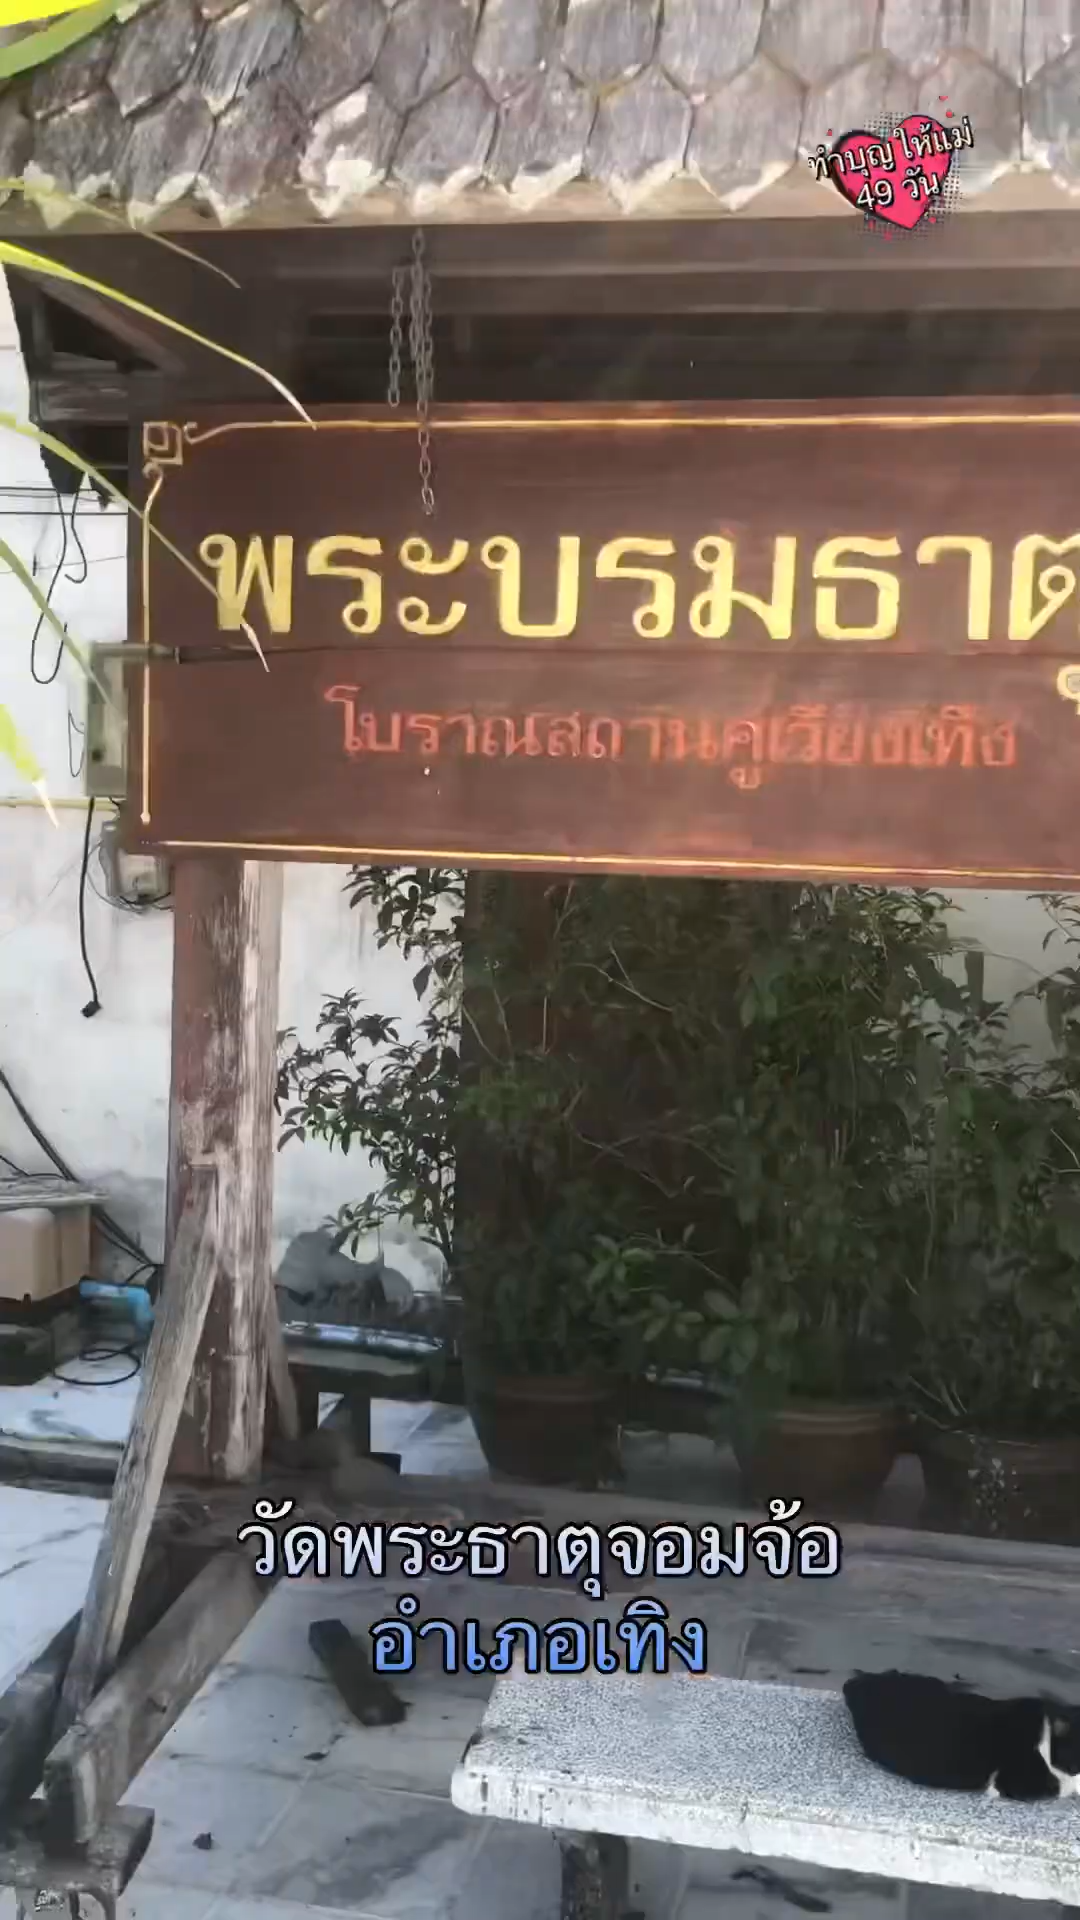 ทำบุญให้แม่
49 วัน
พระบรมธาตุ
โบราณสถานคู่เวียงเทิง
วัดพระธาตุจอมจ้อ
อำเภอเทิง